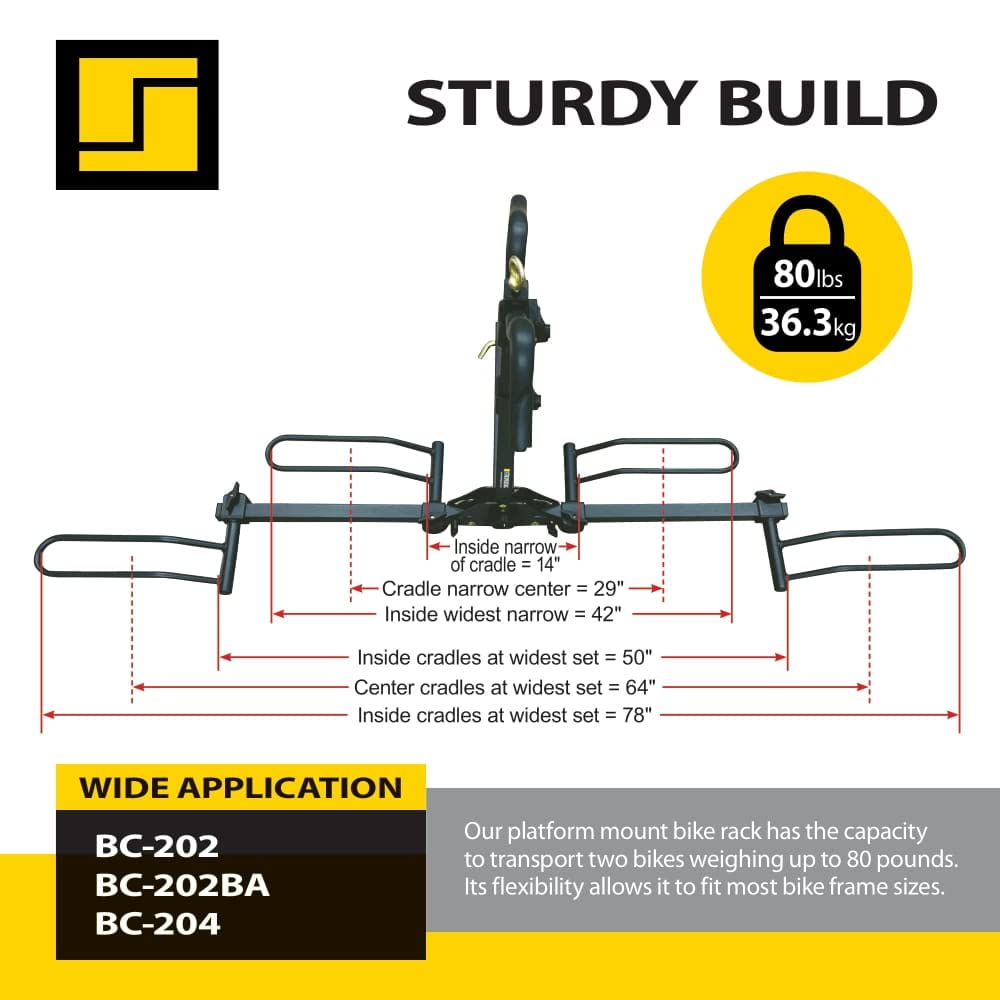 STURDY BUILD
80lbs
36.3kg
Inside narrow
of cradle = 14"
Cradle narrow center = 29"
Inside widest narrow = 42"
Inside cradles at widest set = 50"
Center cradles at widest set = 64"
Inside cradles at widest set = 78"
WIDE APPLICATION
BC-202
BC-202BA
BC-204
Our platform mount bike rack has the capacity
to transport two bikes weighing up to 80 pounds.
Its flexibility allows it to fit most bike frame sizes.